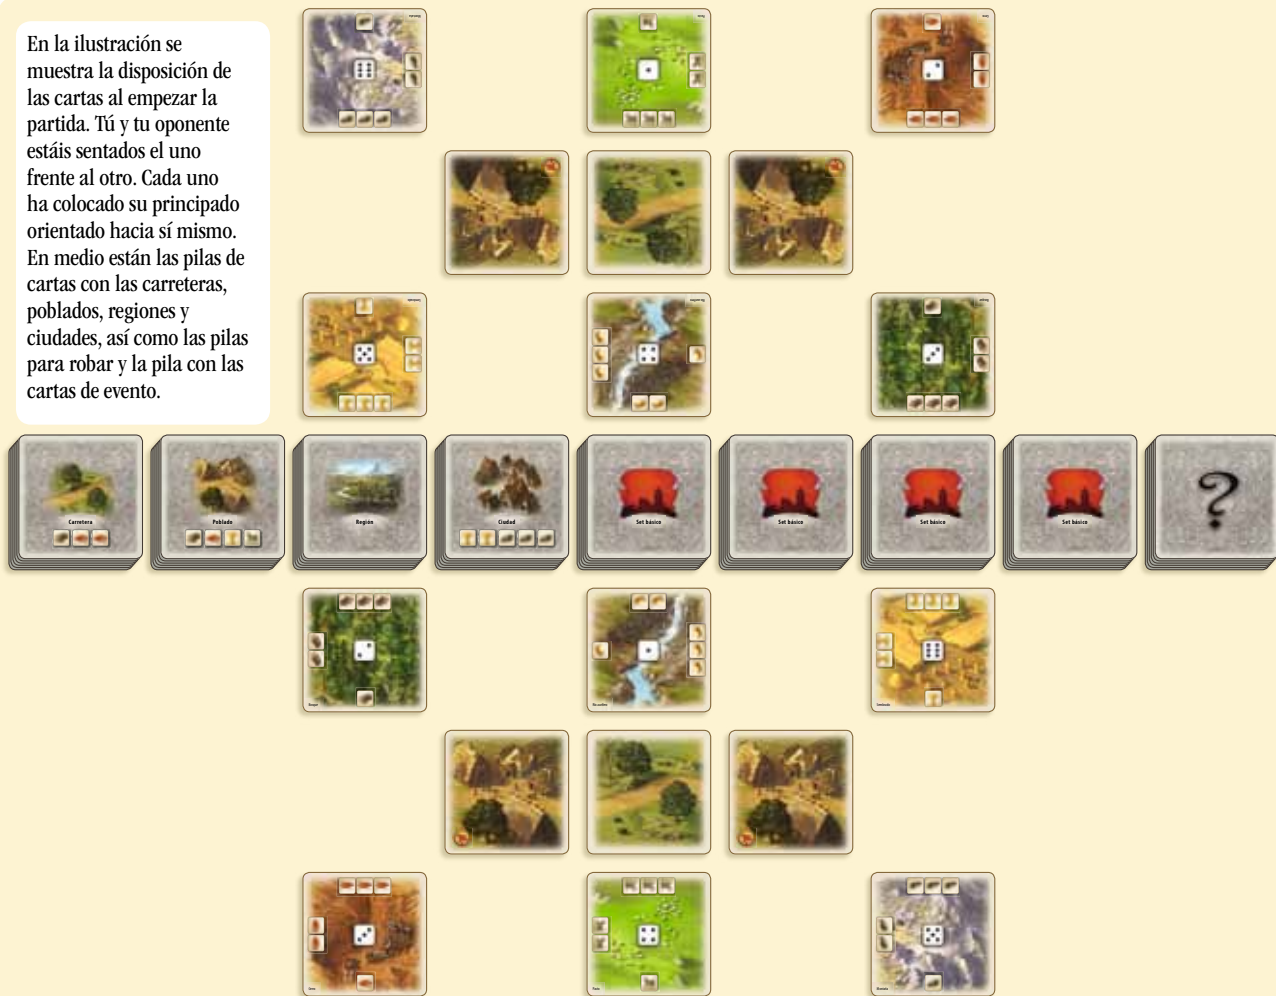 En la ilustración se
muestra la disposición de
las cartas al empezar la
partida. Tú y tu oponente
estáis sentados el uno
frente al otro. Cada uno
ha colocado su principado
orientado hacia sí mismo.
En medio están las pilas de
cartas con las carreteras,
poblados, regiones y
ciudades, así como las pilas
para robar y la pila con las
cartas de evento.
Carretera
Poblado
Región
Ciudad
Set básico
Set básico
Set básico
Set básico
?